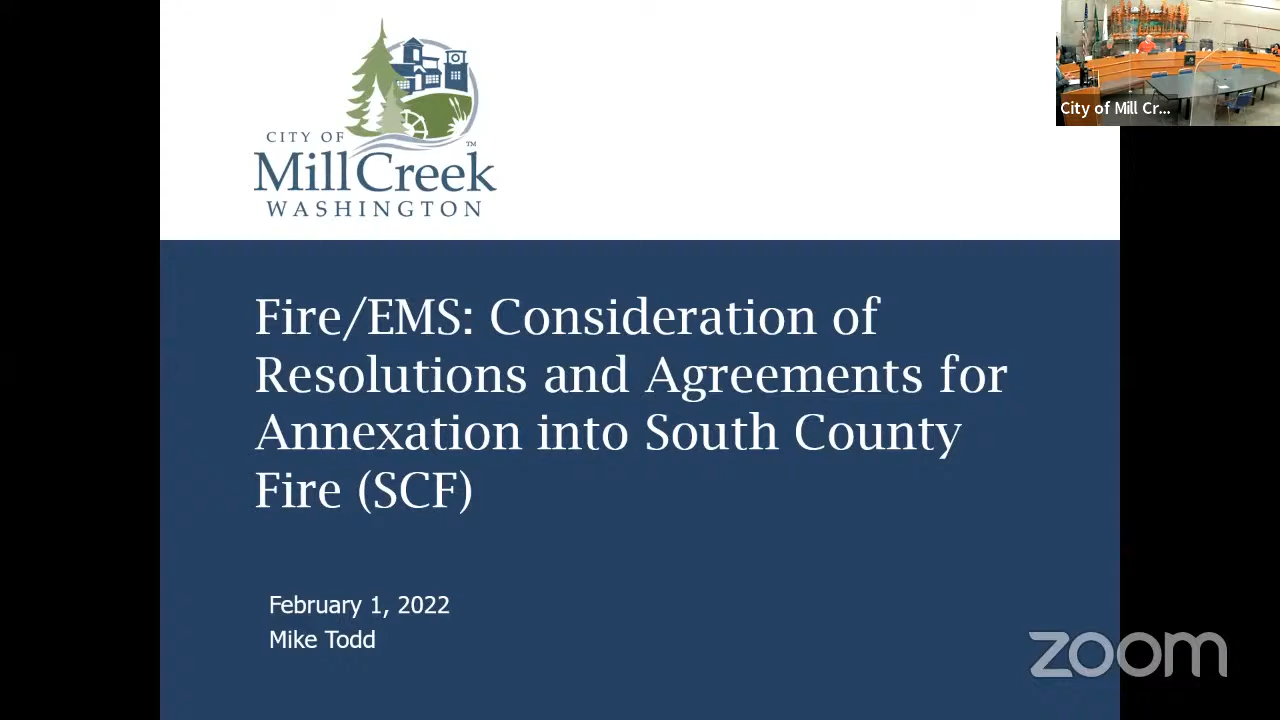 CITY OF
Mill Creek
TM
WASHINGTON
City of Mill Cr...
Fire/EMS: Consideration of
Resolutions and Agreements for
Annexation into South County
Fire (SCF)
February 1, 2022
Mike Todd
zoom